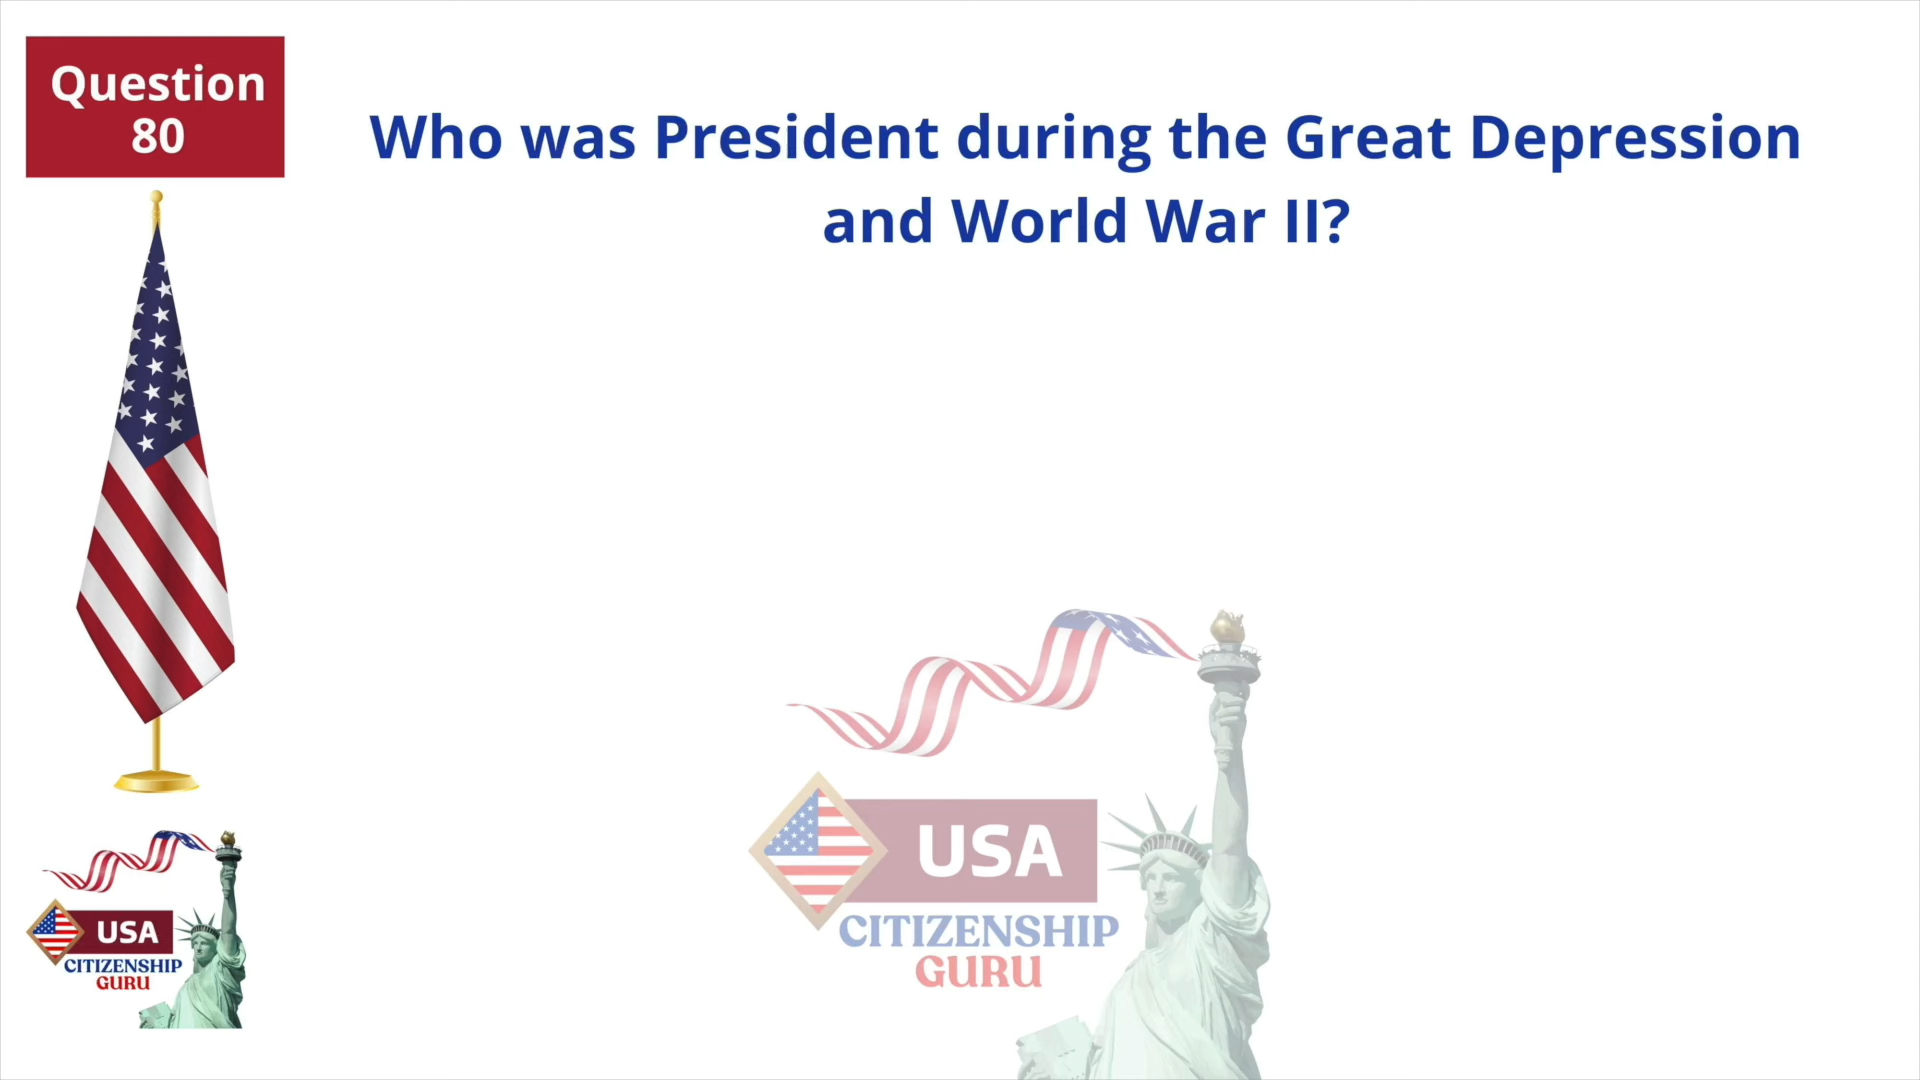 Question
80
Who was President during the Great Depression
and World War II?
USA
CITIZENSHIP
GURU
USA
CITIZENSHIP
GURU